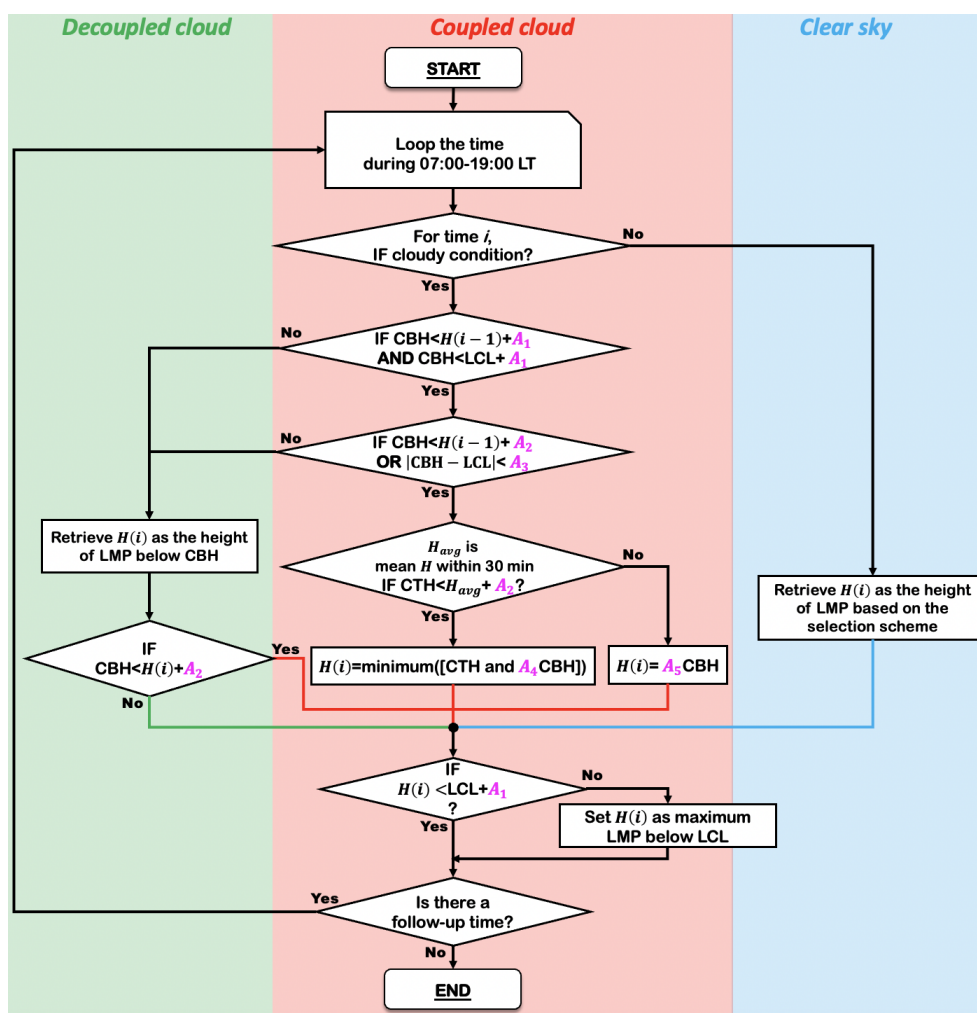 Decoupled cloud
Coupled cloud
Clear sky
START
Loop the time
during 07:00-19:00 LT
For time i,
IF cloudy condition?
No
Yes
IF CBH<H(i − 1)+A₁
AND CBH<LCL+ A₁
No
Yes
IF CBH<H(i−1)+ A₂
OR |CBH − LCL|< A₃
No
Yes
Retrieve H(i) as the height
of LMP below CBH
H_avg is
mean H within 30 min
IF CTH<H_avg+ A₂?
No
Yes
Retrieve H(i) as the height
of LMP based on the
selection scheme
IF
CBH<H(i)+A₂
Yes
No
H(i)=minimum([CTH and A₄CBH])
H(i)= A₅CBH
IF
H(i) <LCL+A₁
?
No
Yes
Set H(i) as maximum
LMP below LCL
Is there a
follow-up time?
Yes
No
END